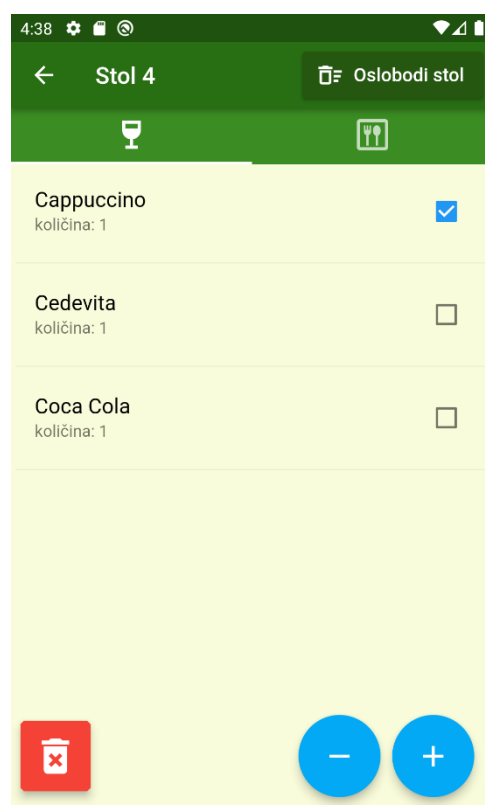 4:38
Stol 4
Oslobodi stol
Cappuccino
količina: 1
Cedevita
količina: 1
Coca Cola
količina: 1